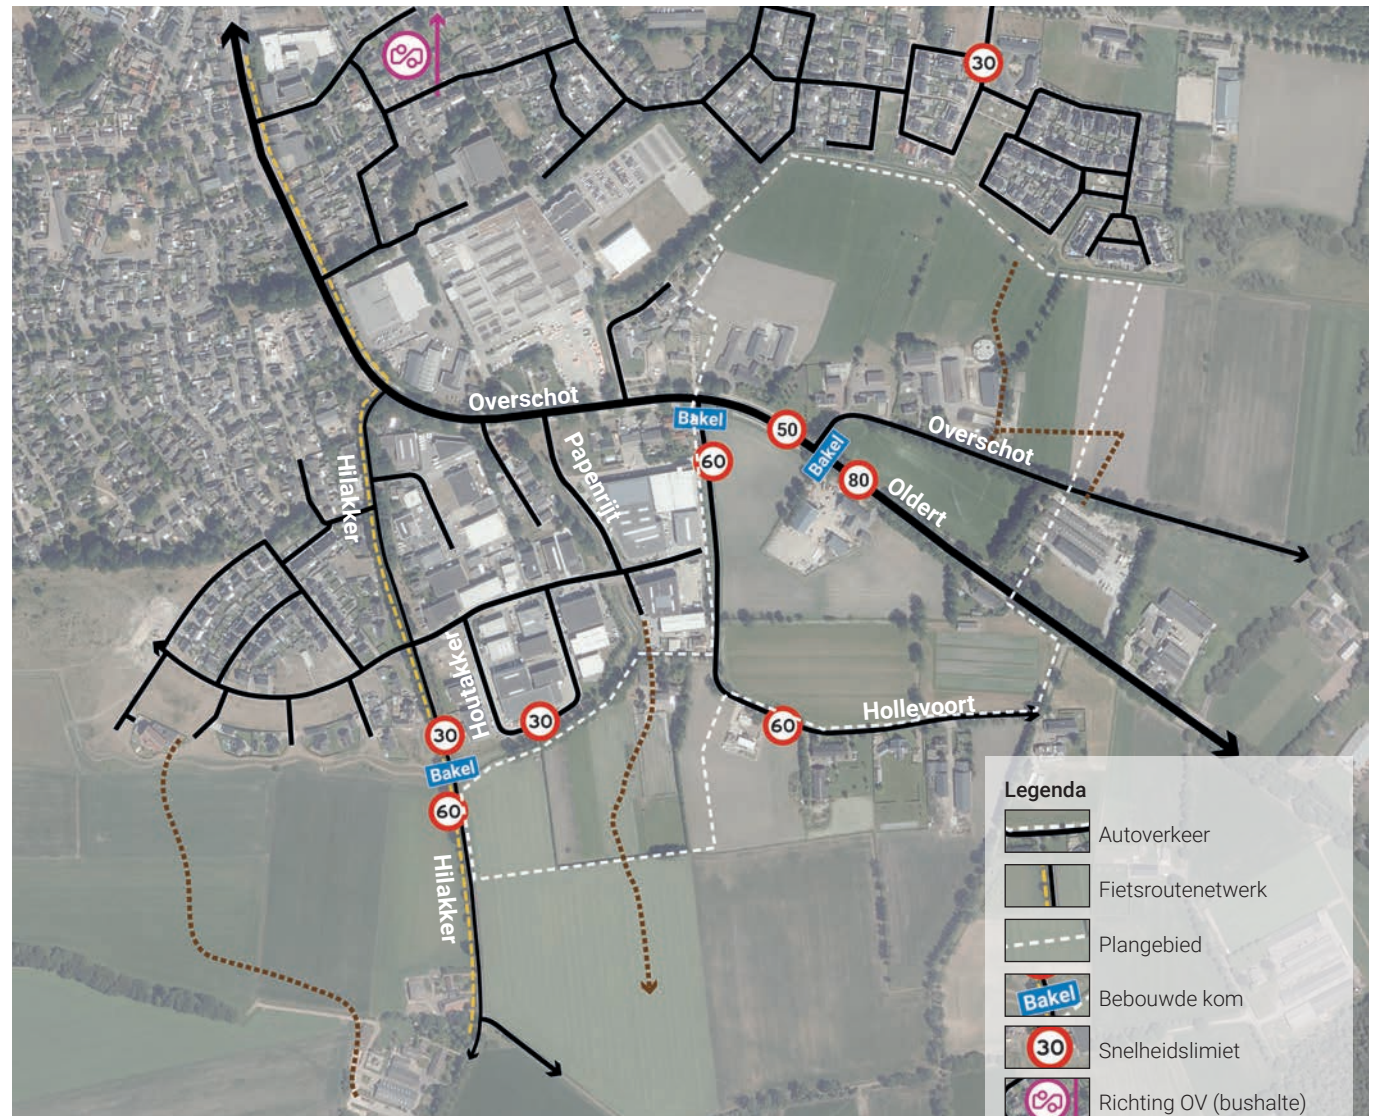 30
Overschot
Bakel
50
60
Bakel
Overschot
80
Oldert
Papenrijt
Hilakker
Houtakker
30
30
Bakel
60
60
Hollevoort
Hilakker
Legenda
Autoverkeer
Fietsroutenetwerk
Plangebied
Bakel
Bebouwde kom
30
Snelheidslimiet
Richting OV (bushalte)